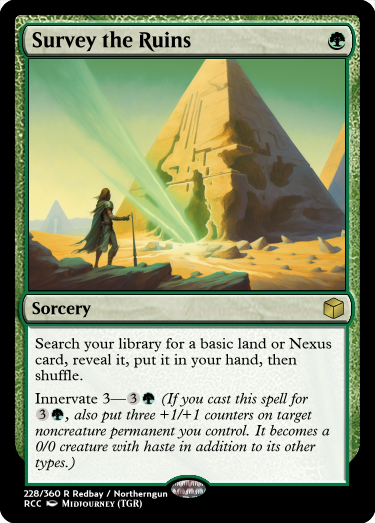 Survey the Ruins
Sorcery
Search your library for a basic land or Nexus
card, reveal it, put it in your hand, then
shuffle.
Innervate 3—3 (If you cast this spell for
3 , also put three +1/+1 counters on target
noncreature permanent you control. It becomes a
0/0 creature with haste in addition to its other
types.)
228/360 R Redbay / Northerngun
RCC Midjourney (TGR)